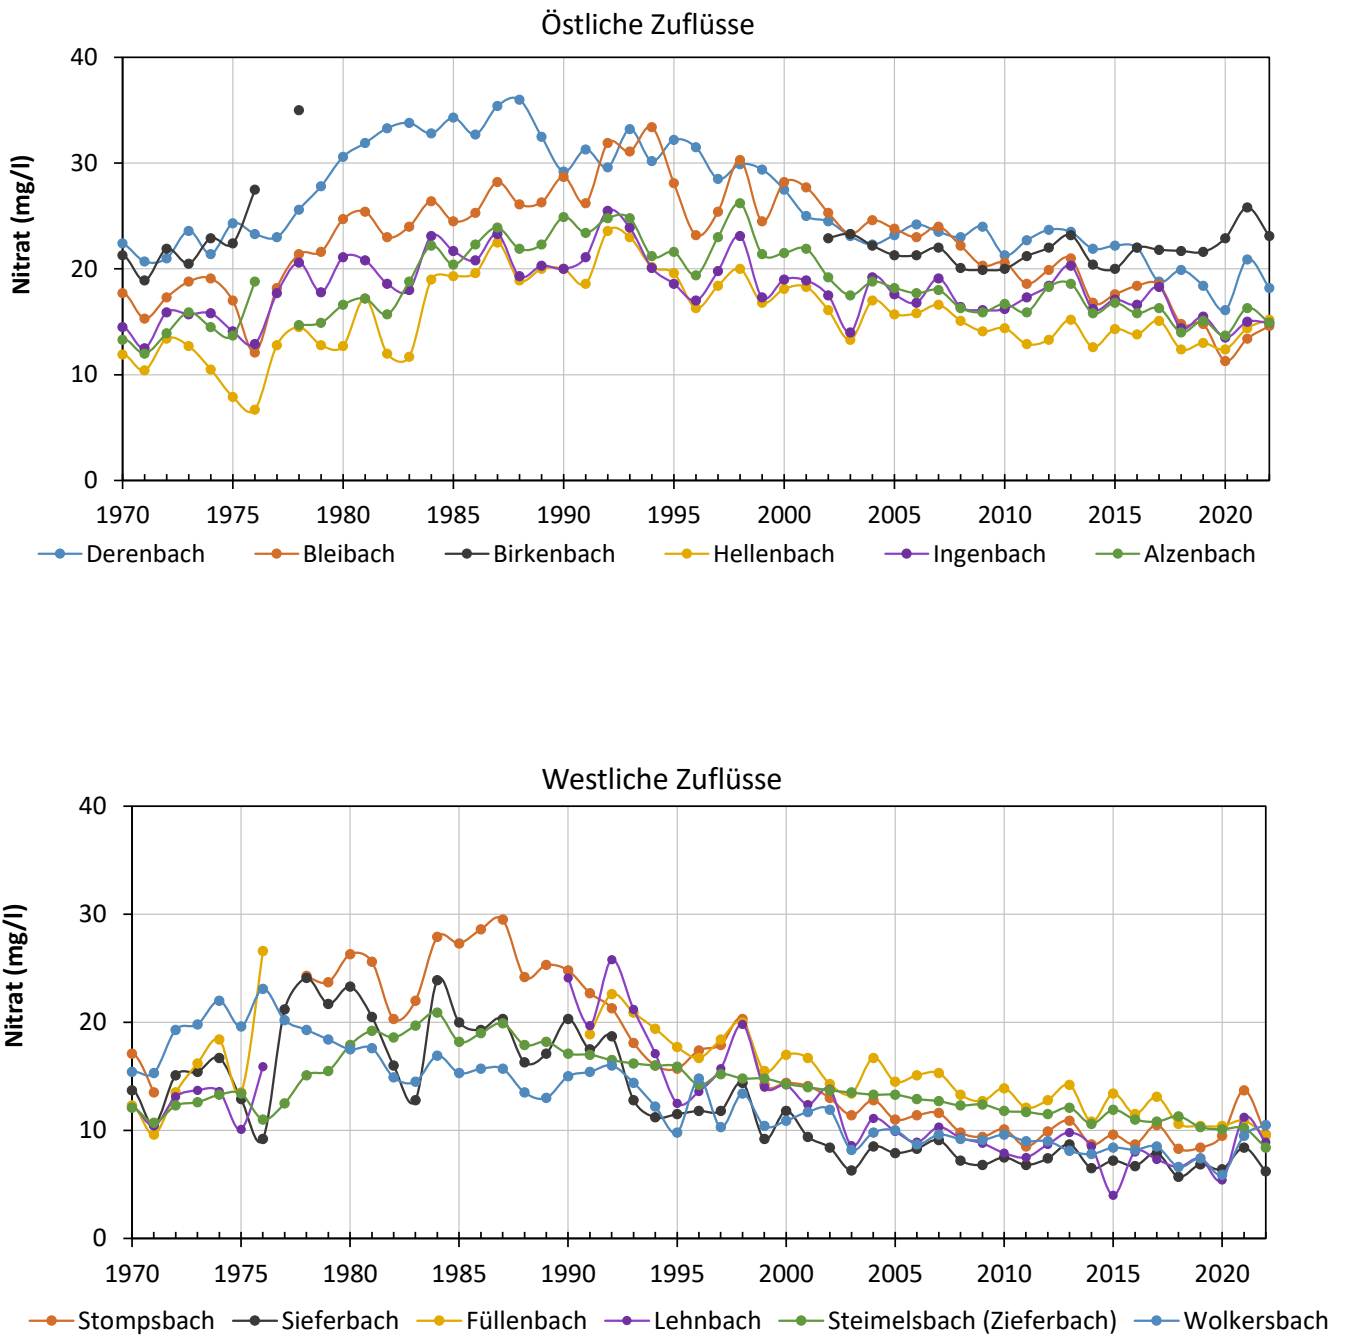 Östliche Zuflüsse
Nitrat (mg/l)
40
30
20
10
0
1970 1975 1980 1985 1990 1995 2000 2005 2010 2015 2020
Derenbach Bleibach Birkenbach Hellenbach Ingenbach Alzenbach
Westliche Zuflüsse
Nitrat (mg/l)
40
30
20
10
0
1970 1975 1980 1985 1990 1995 2000 2005 2010 2015 2020
Stompsbach Sieferbach Füllenbach Lehnbach Steimelsbach (Zieferbach) Wolkersbach